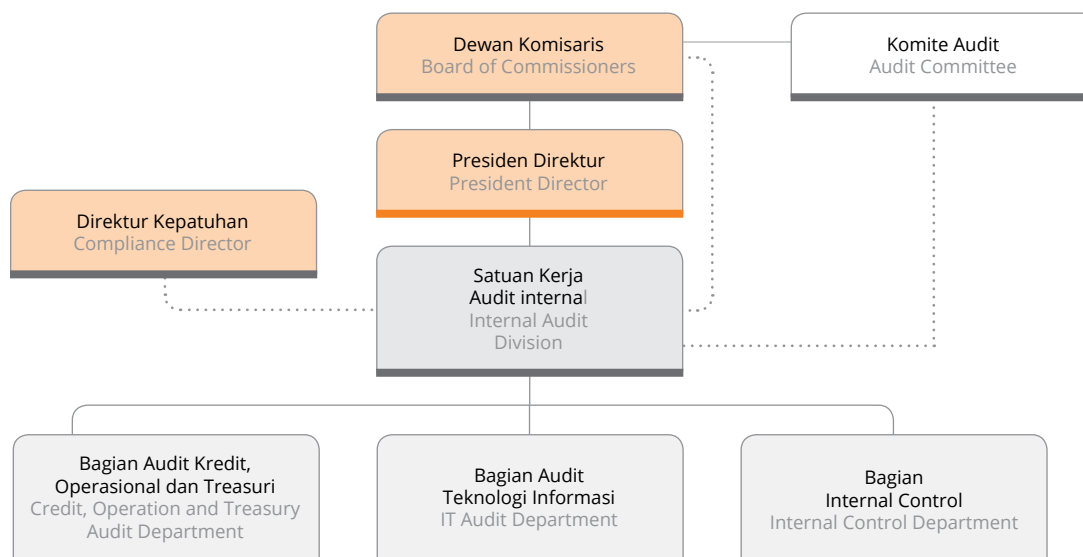 Dewan Komisaris
Board of Commissioners
Komite Audit
Audit Committee
Presiden Direktur
President Director
Direktur Kepatuhan
Compliance Director
Satuan Kerja
Audit internal
Internal Audit
Division
Bagian Audit Kredit,
Operasional dan Treasuri
Credit, Operation and Treasury
Audit Department
Bagian Audit
Teknologi Informasi
IT Audit Department
Bagian
Internal Control
Internal Control Department